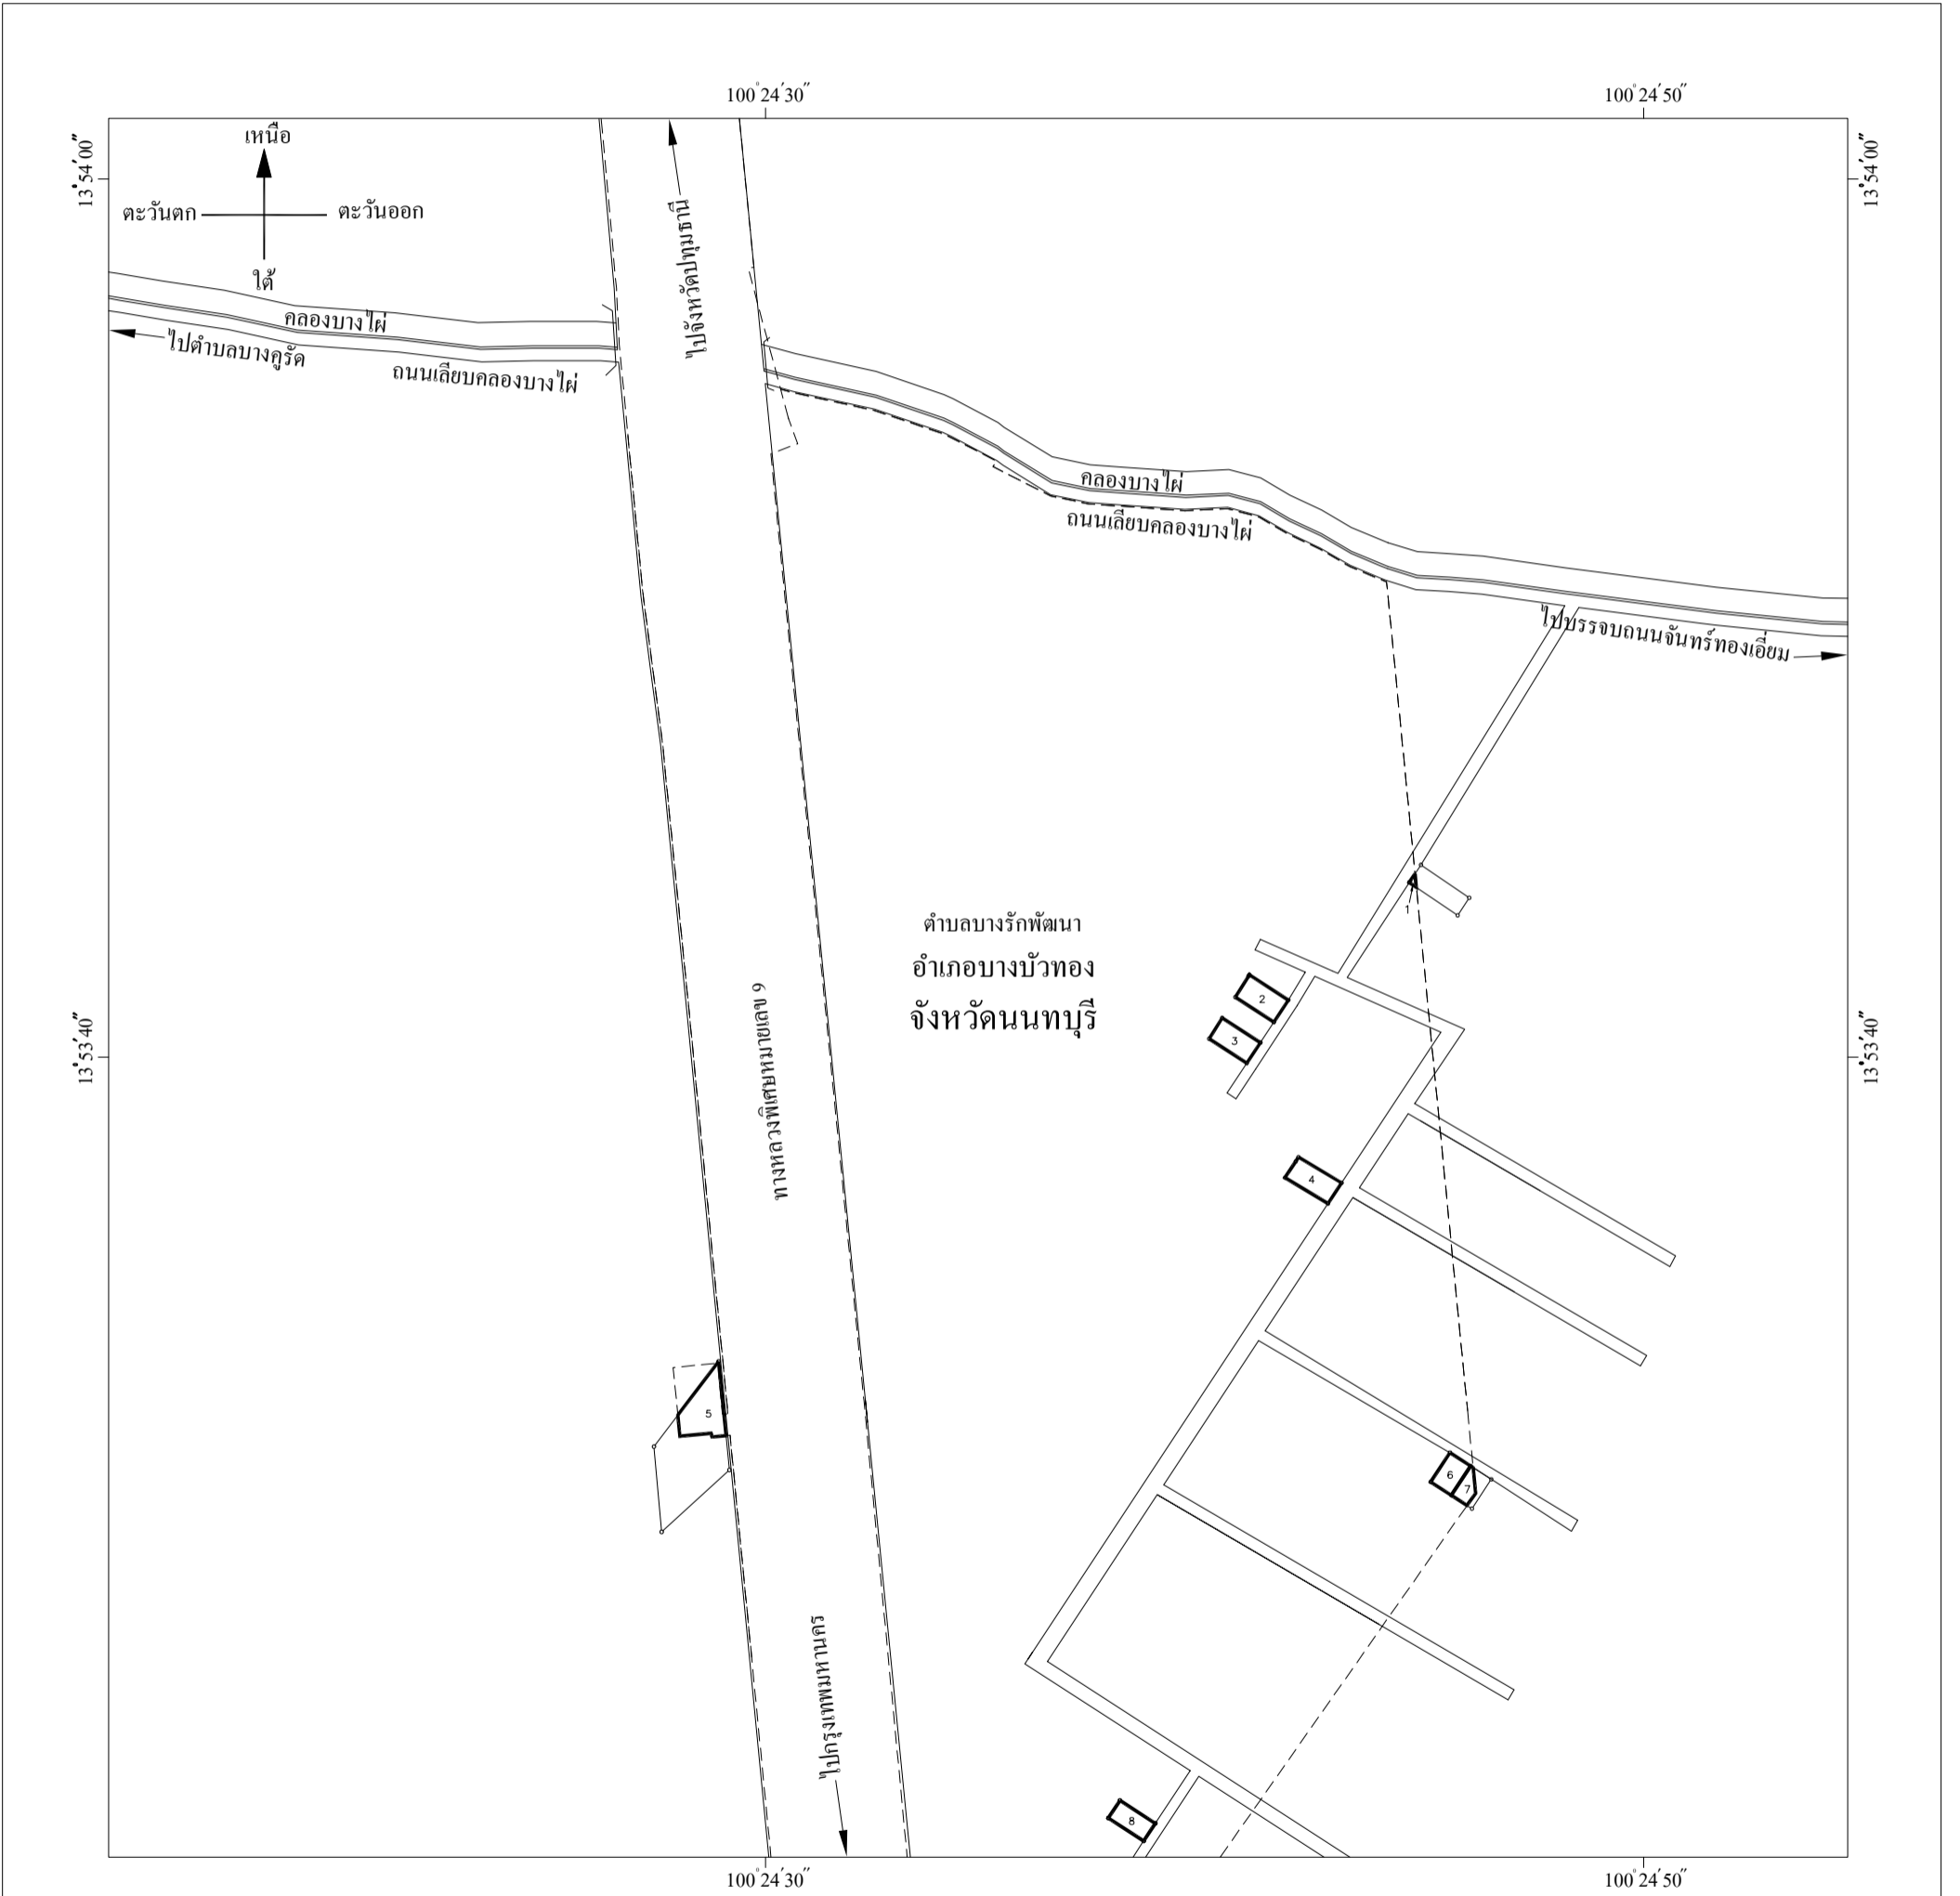 100°24'30"
100°24'50"
13°54'00"
13°54'00"
เหนือ
ตะวันตก
ตะวันออก
ใต้
ไปจังหวัดปทุมธานี
คลองบางไผ่
ไปตำบลบางคูรัด
ถนนเลียบคลองบางไผ่
คลองบางไผ่
ถนนเลียบคลองบางไผ่
ไปบรรจบถนนจันทร์ทองเอี่ยม
1
ตำบลบางรักพัฒนา
อำเภอบางบัวทอง
จังหวัดนนทบุรี
2
3
13°53'40"
13°53'40"
ทางหลวงพิเศษหมายเลข 9
4
5
6
7
ไปกรุงเทพมหานคร
8
100°24'30"
100°24'50"